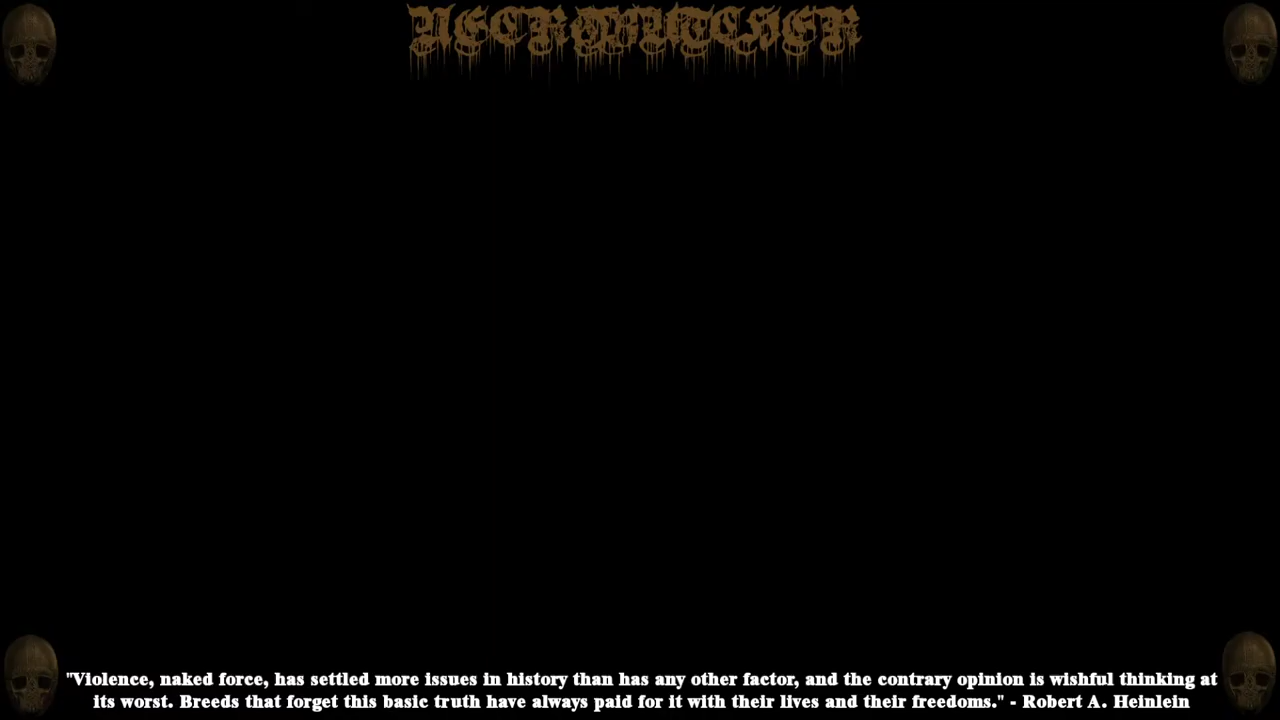 NECROBUTCHER
"Violence, naked force, has settled more issues in history than has any other factor, and the contrary opinion is wishful thinking at
its worst. Breeds that forget this basic truth have always paid for it with their lives and their freedoms." - Robert A. Heinlein